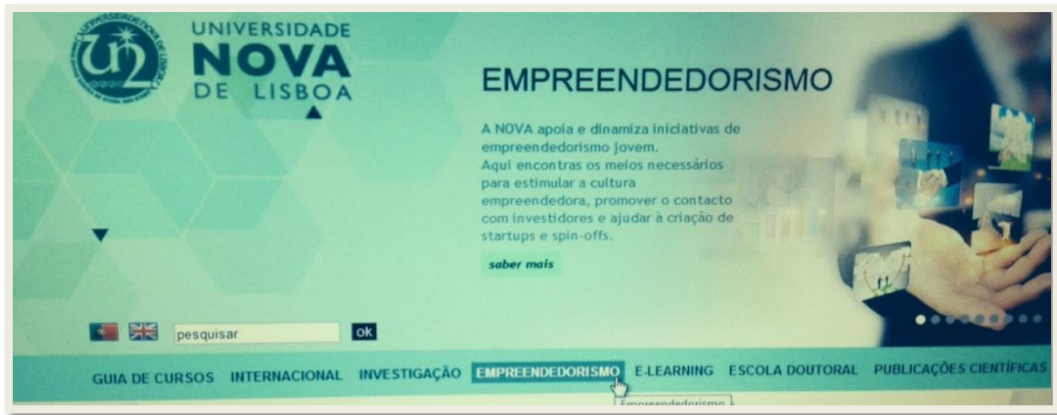 UNIVERSIDADE
NOVA
DE LISBOA
EMPREENDEDORISMO
A NOVA apoia e dinamiza iniciativas de
empreendedorismo jovem.
Aqui encontras os meios necessários
para estimular a cultura
empreendedora, promover o contacto
com investidores e ajudar à criação de
startups e spin-offs.
saber mais
pesquisar ok
GUIA DE CURSOS INTERNACIONAL INVESTIGAÇÃO EMPREENDEDORISMO E-LEARNING ESCOLA DOUTORAL PUBLICAÇÕES CIENTÍFICAS
Empreendedorismo